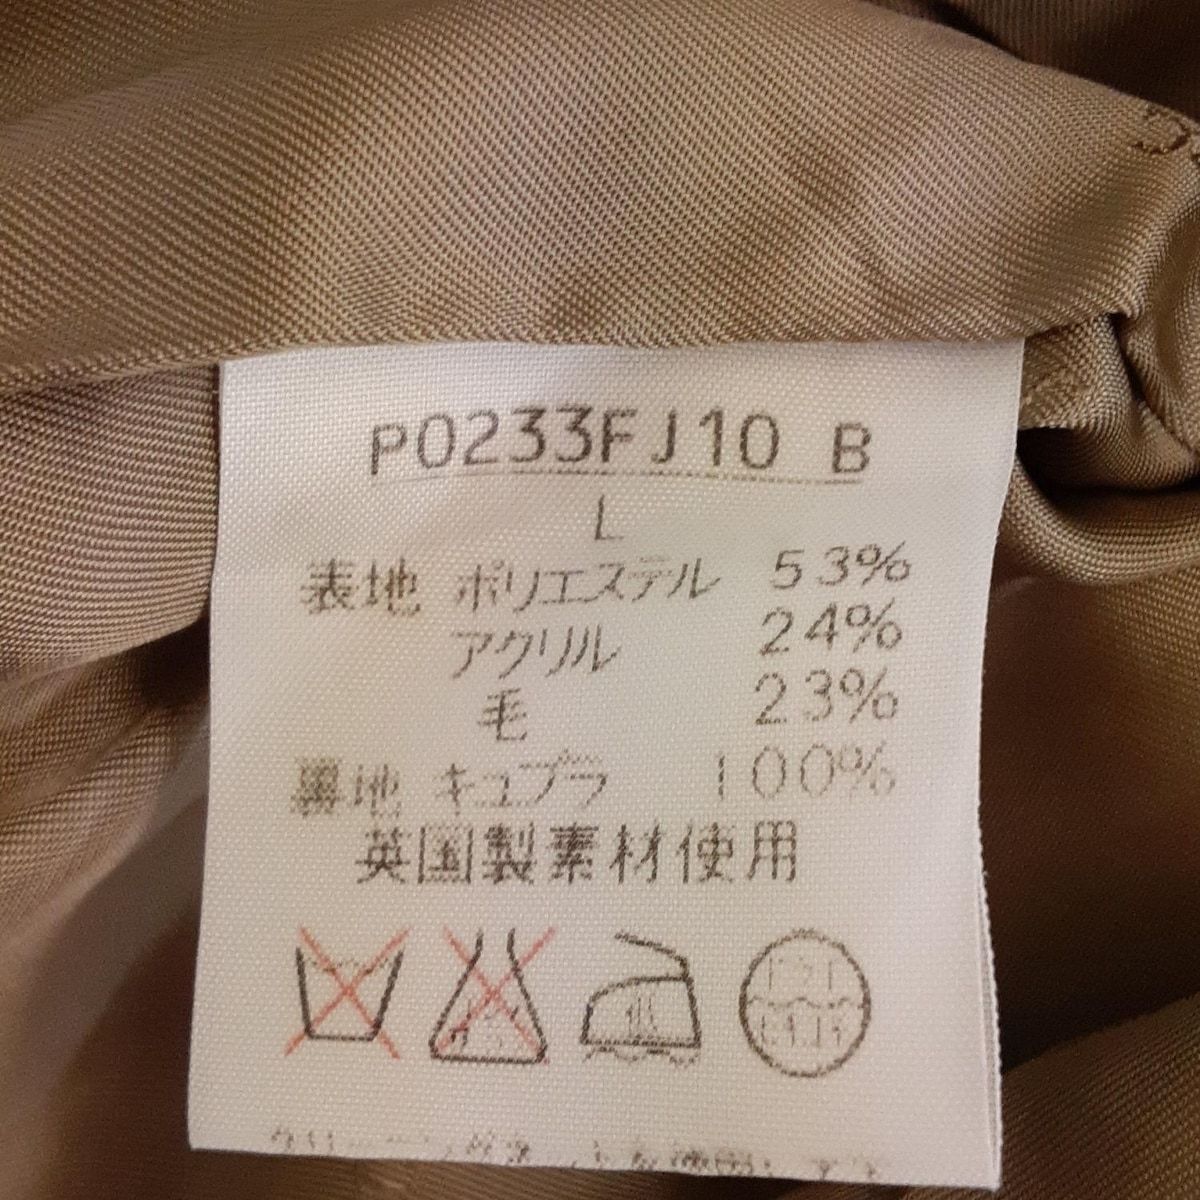 P0233FJ10 B
L
表地 ポリエステル 53%
アクリル 24%
毛 23%
裏地 キュプラ 100%
英国製素材使用
低